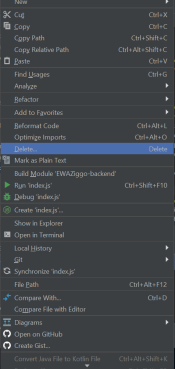 New
Cut Ctrl+X
Copy Ctrl+C
Copy Path Ctrl+Shift+C
Copy Relative Path Ctrl+Alt+Shift+C
Paste Ctrl+V
Find Usages Ctrl+G
Analyze
Refactor
Add to Favorites
Reformat Code Ctrl+Alt+L
Optimize Imports Ctrl+Alt+O
Delete... Delete
Mark as Plain Text
Build Module 'EWAZiggo-backend'
Run 'index.js' Ctrl+Shift+F10
Debug 'index.js'
Create 'index.js'...
Show in Explorer
Open in Terminal
Local History
Git
Synchronize 'index.js'
File Path Ctrl+Alt+F12
Compare With... Ctrl+D
Compare File with Editor
Diagrams
Open on GitHub
Create Gist...
Convert Java File to Kotlin File Ctrl+Alt+Shift+K